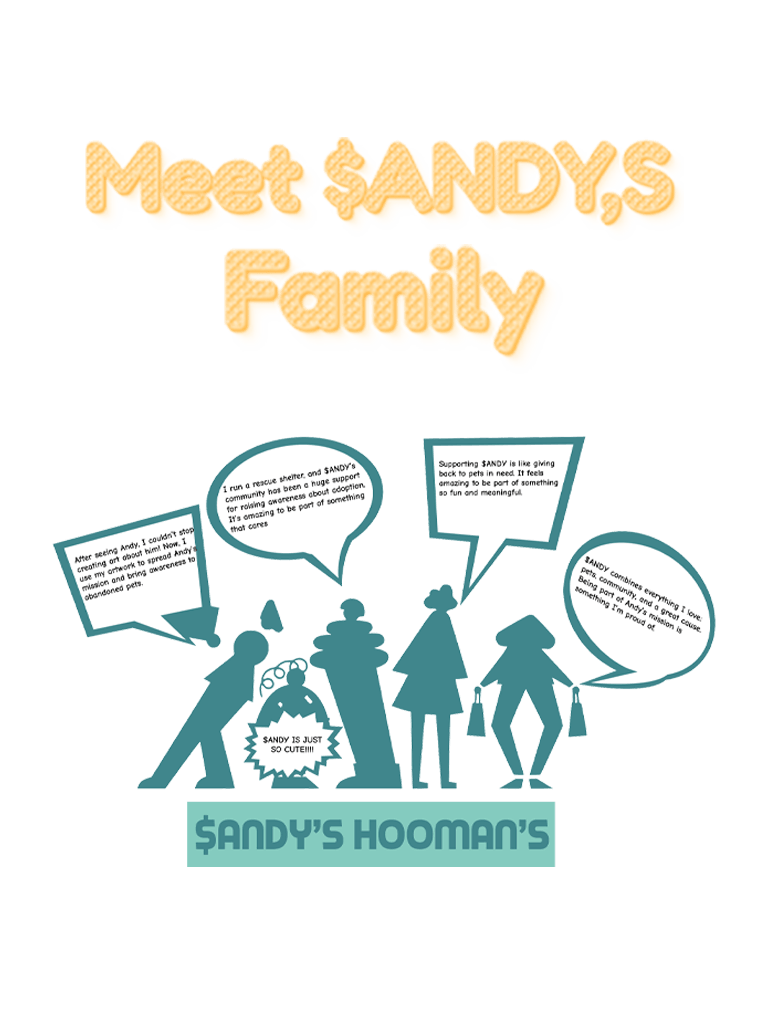 Meet $ANDY,S
Family
After seeing Andy, I couldn't stop
creating art about him! Now, I
use my artwork to spread Andy's
mission and bring awareness to
abandoned pets.
I run a rescue shelter, and $ANDY's
community has been a huge support
for raising awareness about adoption.
It's amazing to be part of something
that cares
Supporting $ANDY is like giving
back to pets in need. It feels
amazing to be part of something
so fun and meaningful.
$ANDY combines everything I love:
pets, community, and a great cause.
Being part of Andy's mission is
something I'm proud of.
$ANDY IS JUST
SO CUTE!!!!
$ANDY'S HOOMAN'S